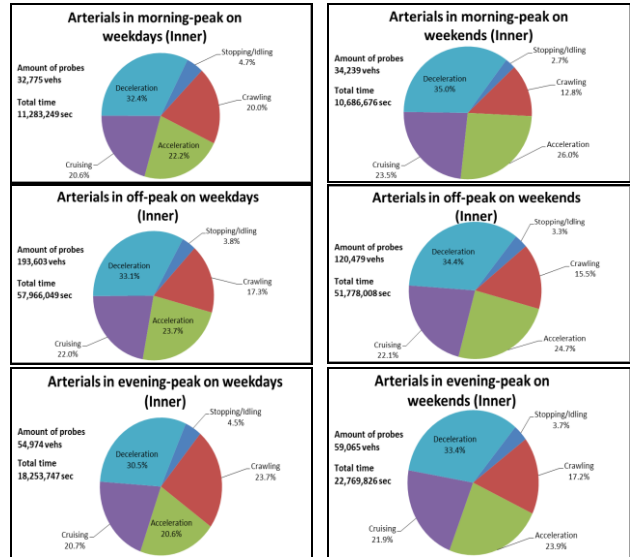 Arterials in morning-peak on
weekdays (Inner)
Amount of probes
32,775 vehs
Total time
11,283,249 sec
Stopping/Idling
4.7%
Deceleration
32.4%
Crawling
20.0%
Acceleration
22.2%
Cruising
20.6%
Arterials in morning-peak on
weekends (Inner)
Amount of probes
34,239 vehs
Total time
10,686,676 sec
Stopping/Idling
2.7%
Deceleration
35.0%
Crawling
12.8%
Acceleration
26.0%
Cruising
23.5%
Arterials in off-peak on weekdays
(Inner)
Amount of probes
193,603 vehs
Total time
57,966,049 sec
Stopping/Idling
3.8%
Deceleration
33.1%
Crawling
17.3%
Acceleration
23.7%
Cruising
22.0%
Arterials in off-peak on weekends
(Inner)
Amount of probes
120,479 vehs
Total time
51,778,008 sec
Stopping/Idling
3.3%
Deceleration
34.4%
Crawling
15.5%
Acceleration
24.7%
Cruising
22.1%
Arterials in evening-peak on weekdays
(Inner)
Amount of probes
54,974 vehs
Total time
18,253,747 sec
Stopping/Idling
4.5%
Deceleration
30.5%
Crawling
23.7%
Acceleration
20.6%
Cruising
20.7%
Arterials in evening-peak on
weekends (Inner)
Amount of probes
59,065 vehs
Total time
22,769,826 sec
Stopping/Idling
3.7%
Deceleration
33.4%
Crawling
17.2%
Acceleration
23.9%
Cruising
21.9%